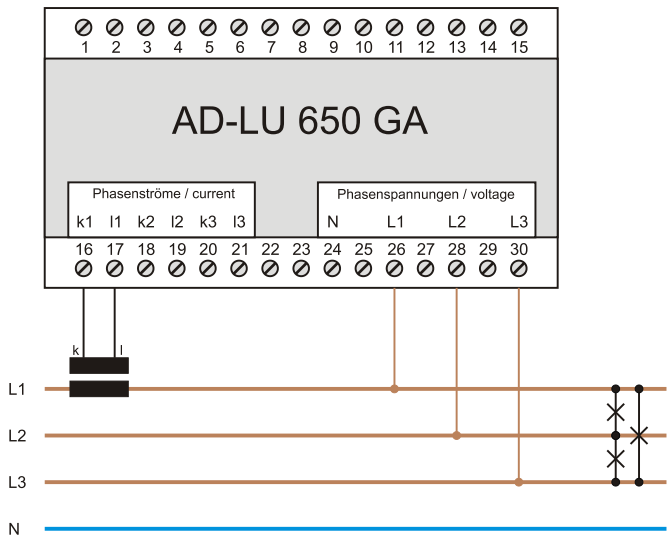 1 2 3 4 5 6 7 8 9 10 11 12 13 14 15
AD-LU 650 GA
Phasenströme / current
Phasenspannungen / voltage
k1 l1 k2 l2 k3 l3
N L1 L2 L3
16 17 18 19 20 21 22 23 24 25 26 27 28 29 30
k l
L1
L2
L3
N